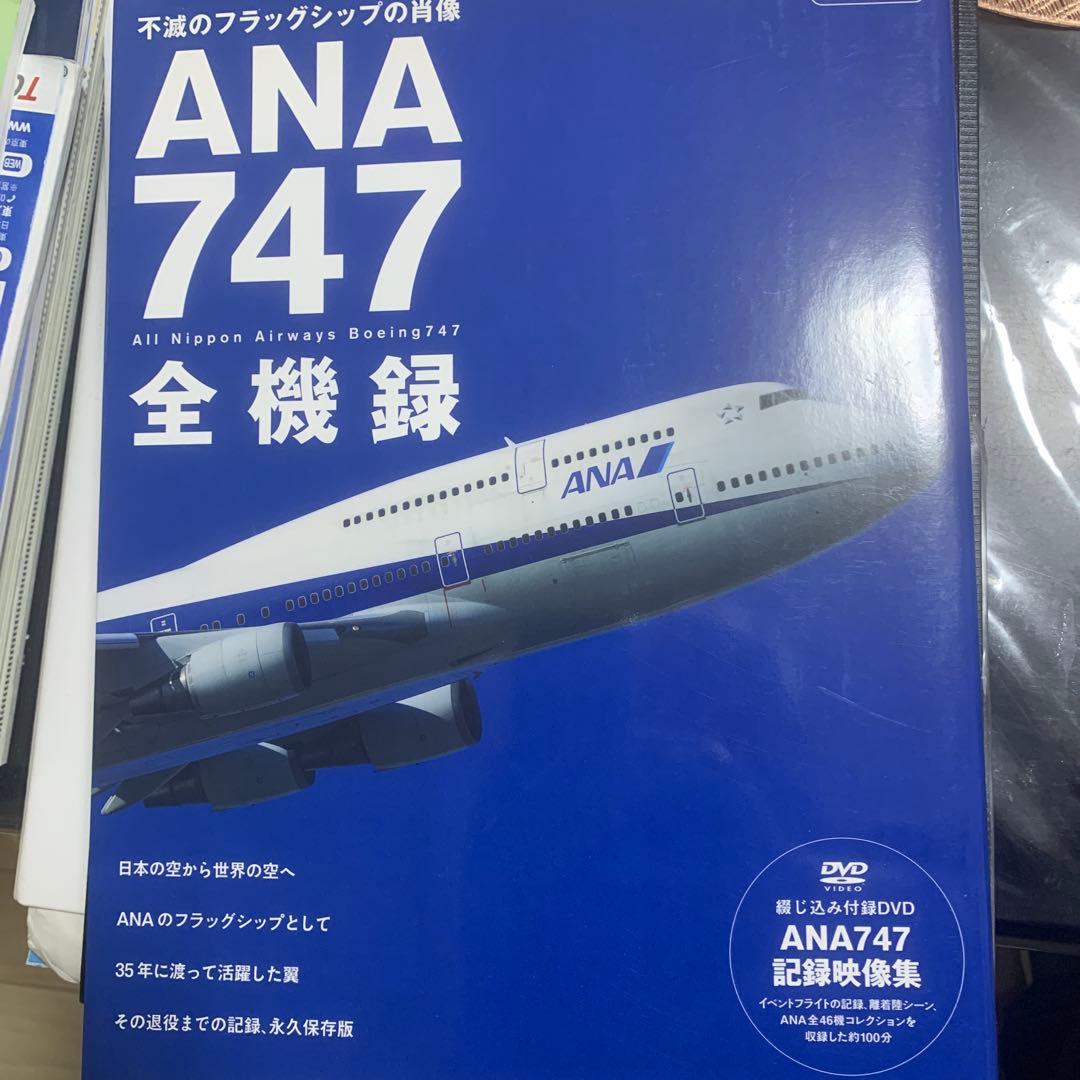 不滅のフラッグシップの肖像
ANA
747
All Nippon Airways Boeing747
全機録
ANA
日本の空から世界の空へ
ANAのフラッグシップとして
35年に渡って活躍した翼
その退役までの記録、永久保存版
DVD
VIDEO
綴じ込み付録DVD
ANA747
記録映像集
イベントフライトの記録、離着陸シーン、
ANA全46機コレクションを
収録した約100分
WEB